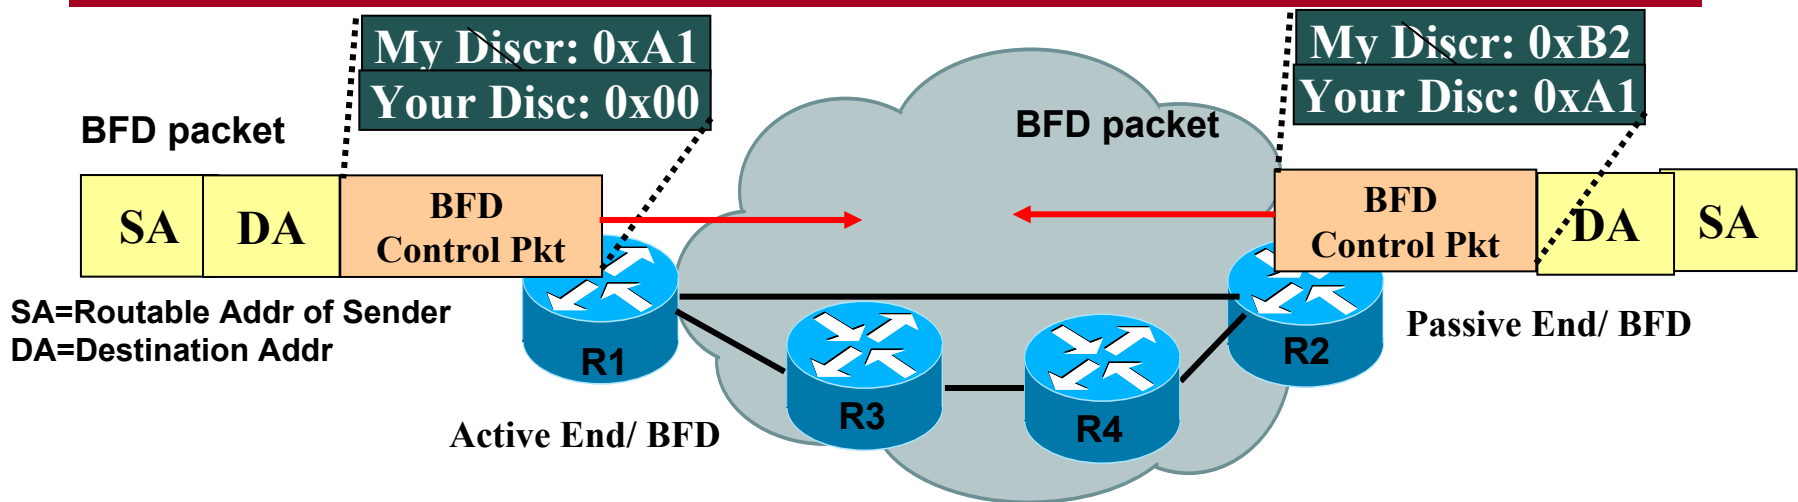 My Discr: 0xA1
Your Disc: 0x00
BFD packet
SA
DA
BFD
Control Pkt
SA=Routable Addr of Sender
DA=Destination Addr
R1
Active End/ BFD
R3
R4
My Discr: 0xB2
Your Disc: 0xA1
BFD packet
BFD
Control Pkt
DA
SA
R2
Passive End/ BFD